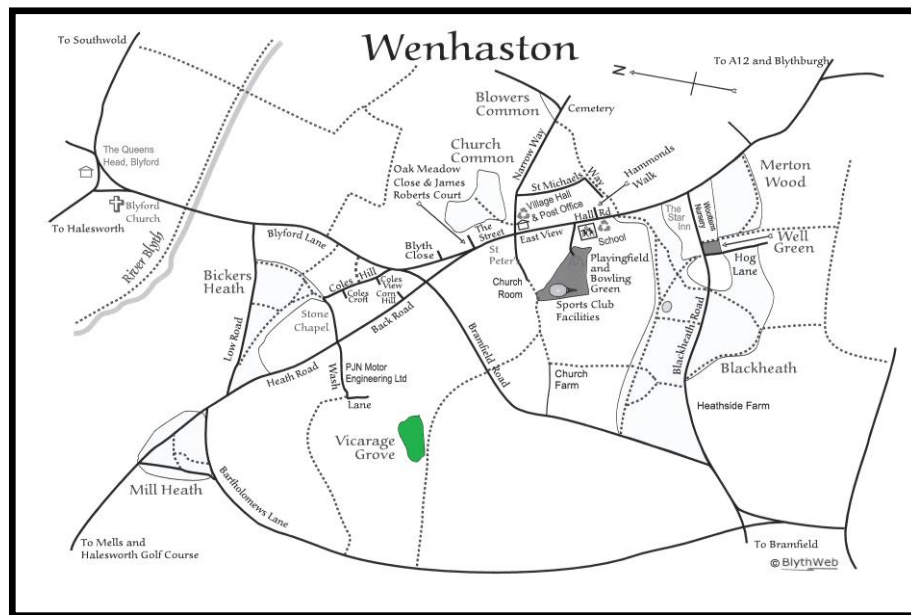 Wenhaston
To Southwold
To A12 and Blythburgh
N
Blowers
Common
Cemetery
The Queens
Head, Blyford
Church
Common
Narrow Way
Oak Meadow
Close & James
Roberts Court
Hammonds
Walk
Merton
Wood
St Michaels
Way
Blyford
Church
Village Hall
& Post Office
Hall Rd
The
Star
Inn
Woottons
Nursery
To Halesworth
The
Street
East View
School
Well
Green
River Blyth
Blyford Lane
Blyth
Close
St
Peter
Hog
Lane
Bickers
Heath
Coles Hill
Coles
View
Coles
Croft
Corn
Hill
Church
Room
Playingfield
and
Bowling
Green
Sports Club
Facilities
Stone
Chapel
Back Road
Low Road
Bramfield Road
Blackheath Road
Heath Road
Wash
Lane
PJN Motor
Engineering Ltd
Church
Farm
Blackheath
Heathside Farm
Vicarage
Grove
Mill Heath
Bartholomews Lane
To Mells and
Halesworth Golf Course
To Bramfield
© BlythWeb